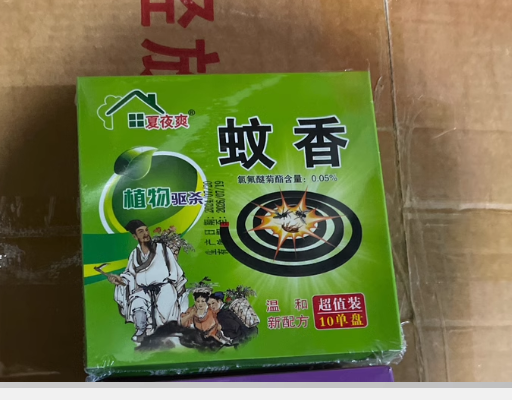 夏夜爽®
蚊香
氯氟醚菊酯含量：0.05%
植物驱杀
温和
新配方
超值装
10单盘